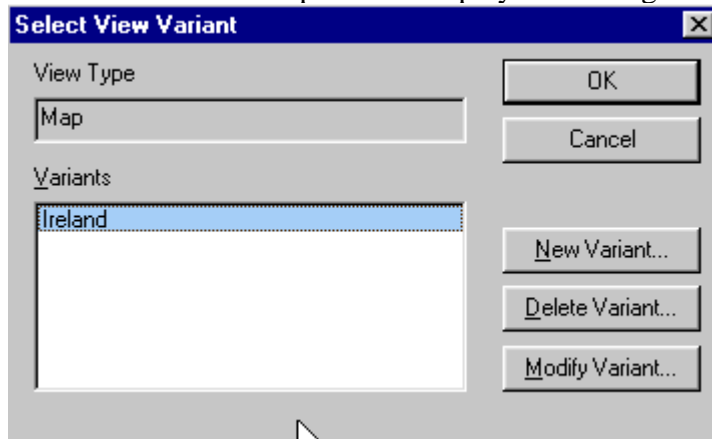 Select View Variant
View Type
Map
Variants
Ireland
OK
Cancel
New Variant...
Delete Variant...
Modify Variant...